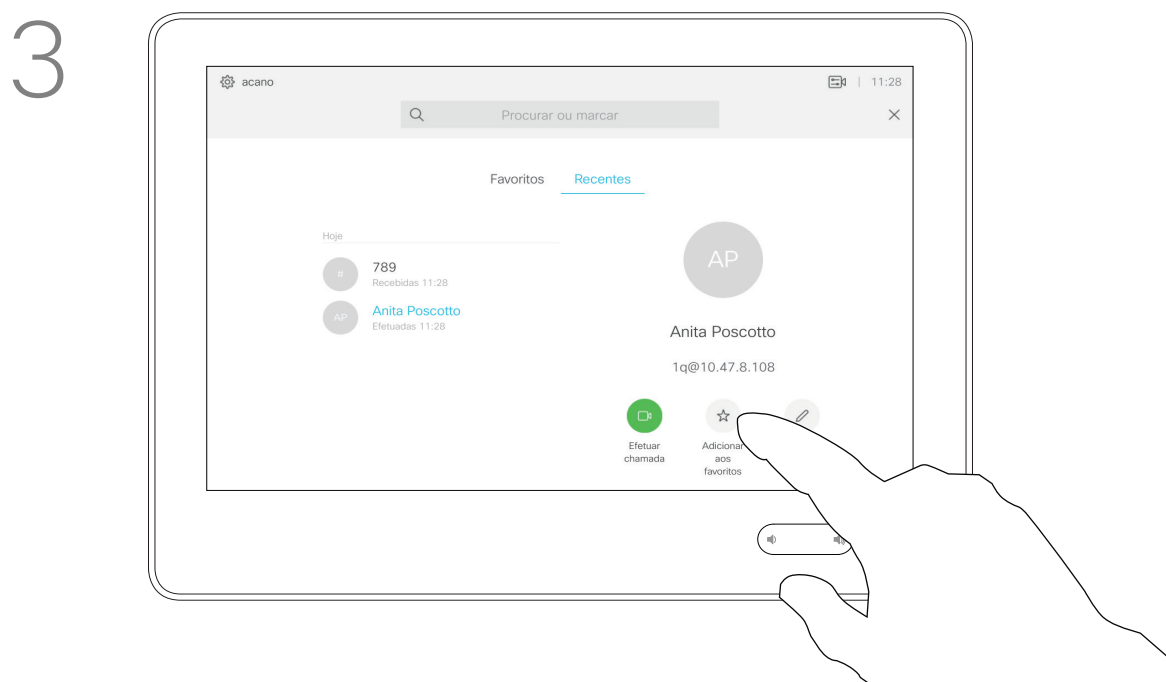 3
acano
11:28
Procurar ou marcar
Favoritos
Recentes
Hoje
#
789
Recebidas 11:28
AP
Anita Poscotto
Efetuadas 11:28
AP
Anita Poscotto
1q@10.47.8.108
Efetuar
chamada
Adicionar
aos
favoritos